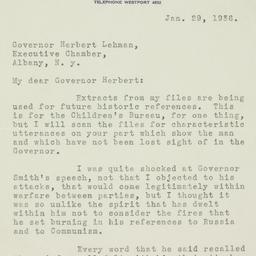 TELEPHONE WESTPORT 4832
Jan. 29, 1936.
Governor Herbert Lehman,
Executive Chamber,
Albany, N. y.
My dear Governor Herbert:
Extracts from my files are being
used for future historic references. This
is for the Children's Bureau, for one thing,
but I will scan the files for characteristic
utterances on your part which show the man
and which have not been lost sight of in the
Governor.
I was quite shocked at Governor
Smith's speech, not that I objected to his
attacks, that would come legitimately within
warfare between parties, but I thought it
was so unlike the spirit that has dwelt
within him not to consider the fires that
he set burning in his references to Russia
and to Communism.
Every word that he said recalled